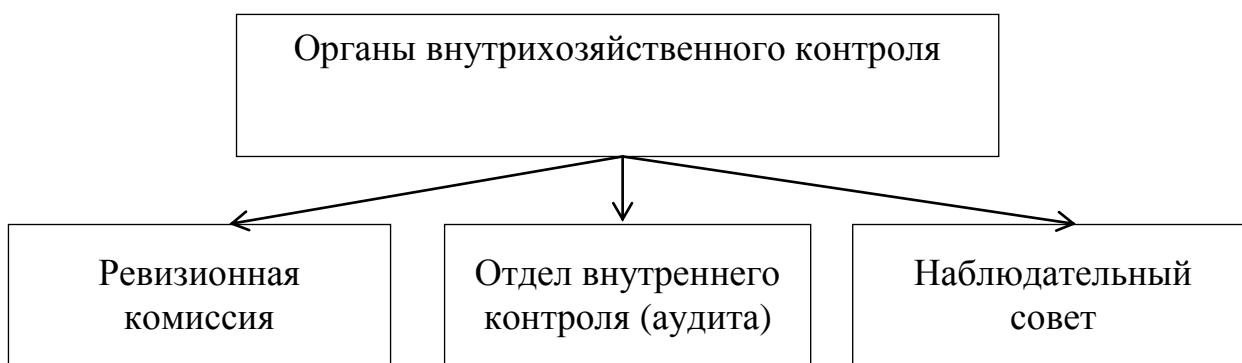 Органы внутрихозяйственного контроля
Ревизионная
комиссия
Отдел внутреннего
контроля (аудита)
Наблюдательный
совет